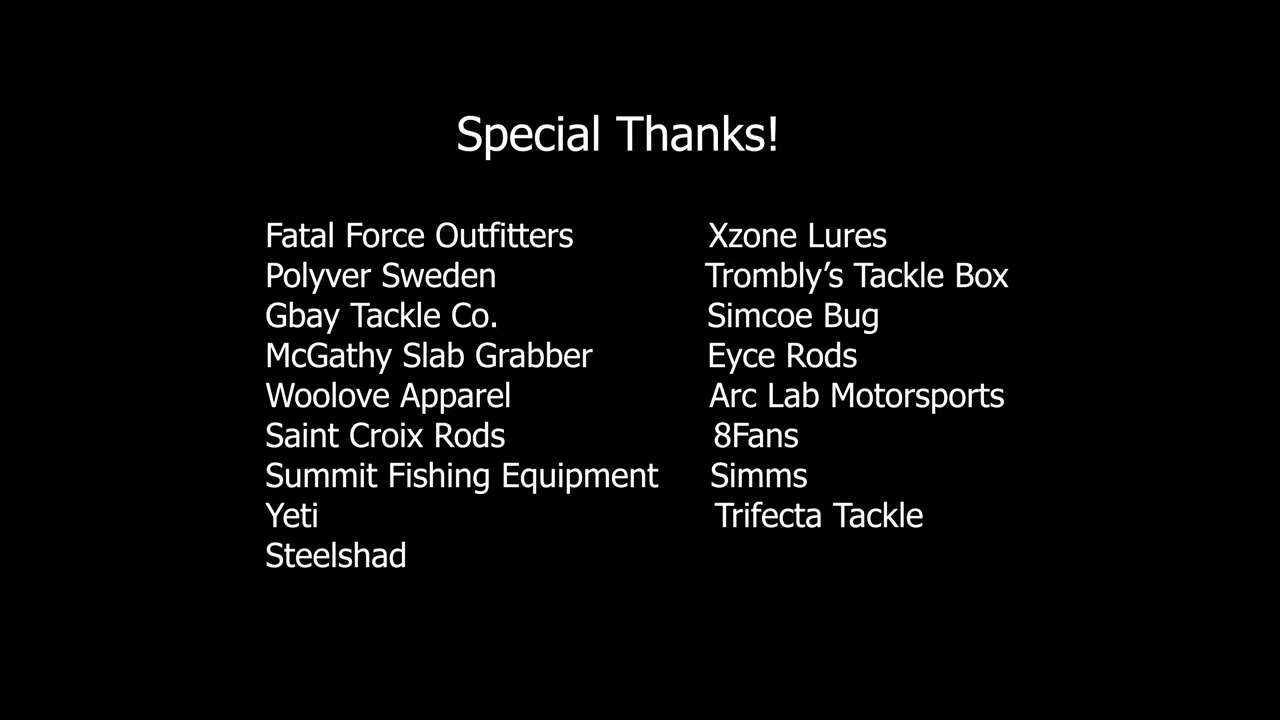 Special Thanks!
Fatal Force Outfitters
Polyver Sweden
Gbay Tackle Co.
McGathy Slab Grabber
Woolove Apparel
Saint Croix Rods
Summit Fishing Equipment
Yeti
Steelshad
Xzone Lures
Trombly’s Tackle Box
Simcoe Bug
Eyce Rods
Arc Lab Motorsports
8Fans
Simms
Trifecta Tackle